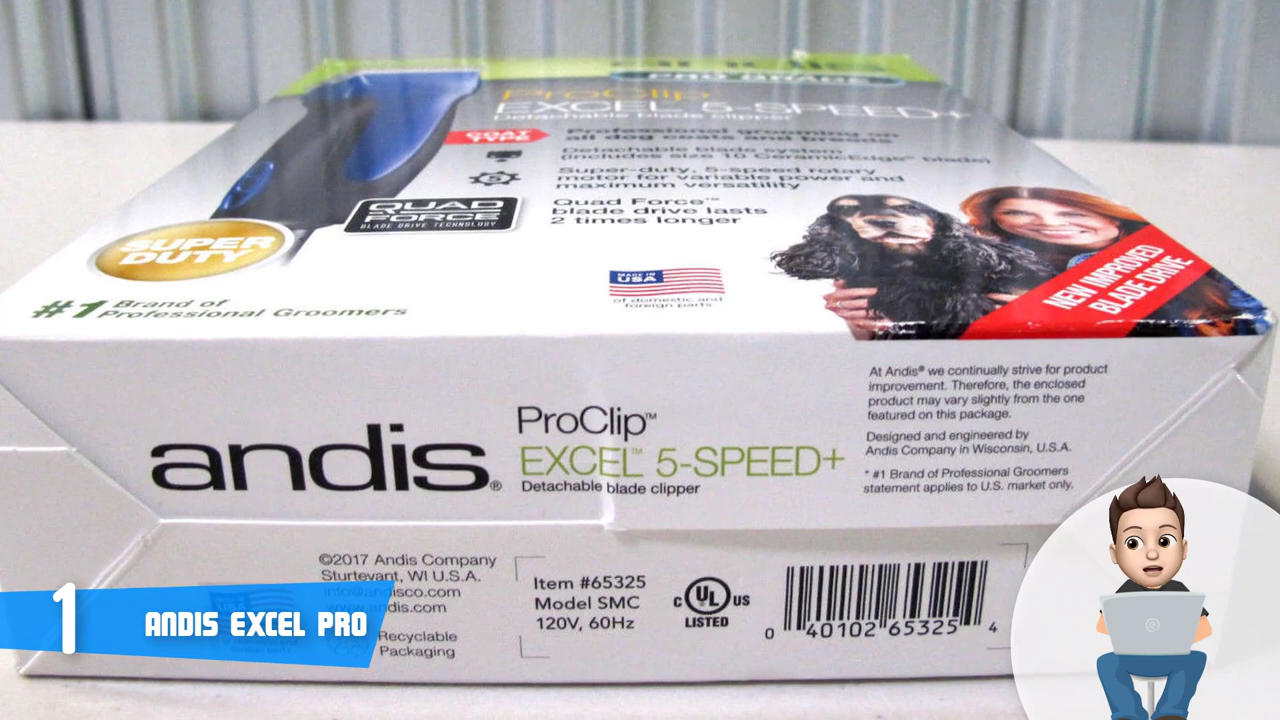 ProClip
EXCEL 5-SPEED+
Detachable blade clipper
COAT
TYPE
Professional grooming on
all dog coats and breeds
Detachable blade system
(includes size 10 CeramicEdge™ blade)
5
Super-duty, 5-speed rotary
motor for variable power and
maximum versatility
QUAD
FORCE
BLADE DRIVE TECHNOLOGY
Quad Force™
blade drive lasts
2 times longer
SUPER
DUTY
#1 Brand of
Professional Groomers
MADE IN
USA
of domestic and
foreign parts
NEW IMPROVED
BLADE DRIVE
andis®
ProClip™
EXCEL™ 5-SPEED+
Detachable blade clipper
At Andis® we continually strive for product
improvement. Therefore, the enclosed
product may vary slightly from the one
featured on this package.
Designed and engineered by
Andis Company in Wisconsin, U.S.A.
* #1 Brand of Professional Groomers
statement applies to U.S. market only.
©2017 Andis Company
Sturtevant, WI U.S.A.
info@andisco.com
www.andis.com
Recyclable
Packaging
Item #65325
Model SMC
120V, 60Hz
C UL US
LISTED
0 40102 65325 4
1 ANDIS EXCEL PRO